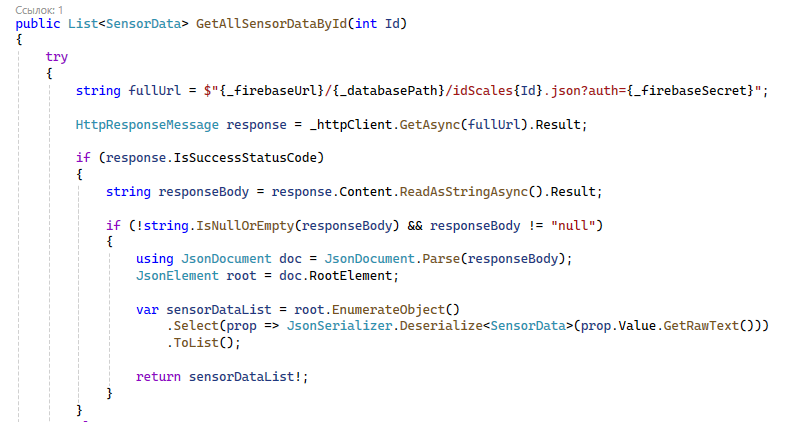 Ссылок: 1
public List<SensorData> GetAllSensorDataById(int Id)
{
try
{
string fullUrl = $"{_firebaseUrl}/{_databasePath}/idScales{Id}.json?auth={_firebaseSecret}";
HttpResponseMessage response = _httpClient.GetAsync(fullUrl).Result;
if (response.IsSuccessStatusCode)
{
string responseBody = response.Content.ReadAsStringAsync().Result;
if (!string.IsNullOrEmpty(responseBody) && responseBody != "null")
{
using JsonDocument doc = JsonDocument.Parse(responseBody);
JsonElement root = doc.RootElement;
var sensorDataList = root.EnumerateObject()
.Select(prop => JsonSerializer.Deserialize<SensorData>(prop.Value.GetRawText()))
.ToList();
return sensorDataList!;
}
}